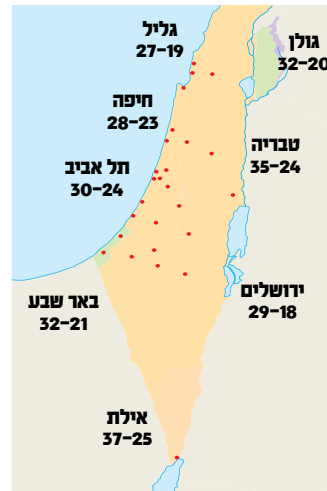 גליל
27–19
גולן
32–20
חיפה
28–23
טבריה
35–24
תל אביב
30–24
ירושלים
29–18
באר שבע
32–21
אילת
37–25